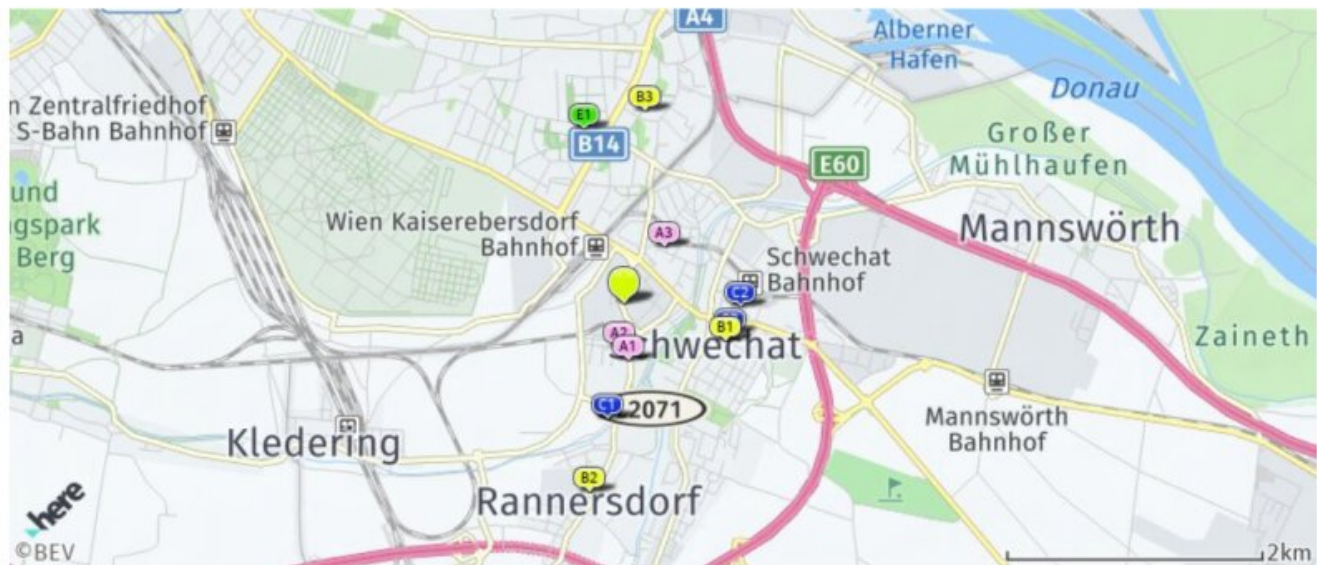 A4
Alberner
Hafen
Donau
B3
E1
n Zentralfriedhof
S-Bahn Bahnhof
B14
Großer
Mühlhaufen
E60
und
ngspark
Berg
Wien Kaiserebersdorf
Bahnhof
A3
Mannswörth
Schwechat
Bahnhof
C2
B1
A2
A1
chwechat
Zaineth
a
C1
2071
Mannswörth
Bahnhof
Kledering
B2
Rannersdorf
here
©BEV
2km